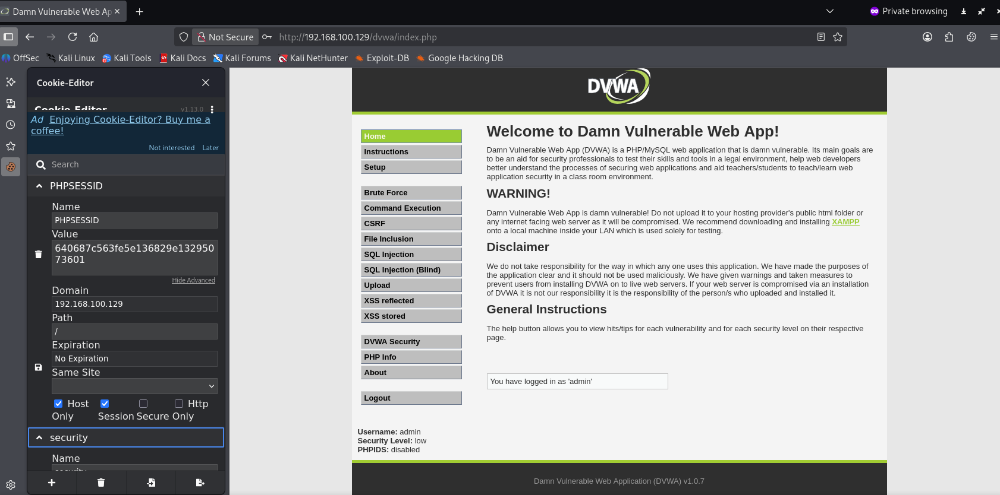 Damn Vulnerable Web Ap
Private browsing
Not Secure
http://192.168.100.129/dvwa/index.php
OffSec
Kali Linux
Kali Tools
Kali Docs
Kali Forums
Kali NetHunter
Exploit-DB
Google Hacking DB
Cookie-Editor
Cookie-Editor
v1.13.0
Ad Enjoying Cookie-Editor? Buy me a
coffee!
Not interested Later
Search
PHPSESSID
Name
PHPSESSID
Value
640687c563fe5e136829e132950
73601
Hide Advanced
Domain
192.168.100.129
Path
/
Expiration
No Expiration
Same Site
Host Only
Session
Secure
Http Only
security
Name
security
DVWA
Home
Instructions
Setup
Brute Force
Command Execution
CSRF
File Inclusion
SQL Injection
SQL Injection (Blind)
Upload
XSS reflected
XSS stored
DVWA Security
PHP Info
About
Logout
Welcome to Damn Vulnerable Web App!
Damn Vulnerable Web App (DVWA) is a PHP/MySQL web application that is damn vulnerable. Its main goals are
to be an aid for security professionals to test their skills and tools in a legal environment, help web developers
better understand the processes of securing web applications and aid teachers/students to teach/learn web
application security in a class room environment.
WARNING!
Damn Vulnerable Web App is damn vulnerable! Do not upload it to your hosting provider's public html folder or
any internet facing web server as it will be compromised. We recommend downloading and installing XAMPP
onto a local machine inside your LAN which is used solely for testing.
Disclaimer
We do not take responsibility for the way in which any one uses this application. We have made the purposes of
the application clear and it should not be used maliciously. We have given warnings and taken measures to
prevent users from installing DVWA on to live web servers. If your web server is compromised via an installation
of DVWA it is not our responsibility it is the responsibility of the person/s who uploaded and installed it.
General Instructions
The help button allows you to view hits/tips for each vulnerability and for each security level on their respective
page.
You have logged in as 'admin'
Username: admin
Security Level: low
PHPIDS: disabled
Damn Vulnerable Web Application (DVWA) v1.0.7